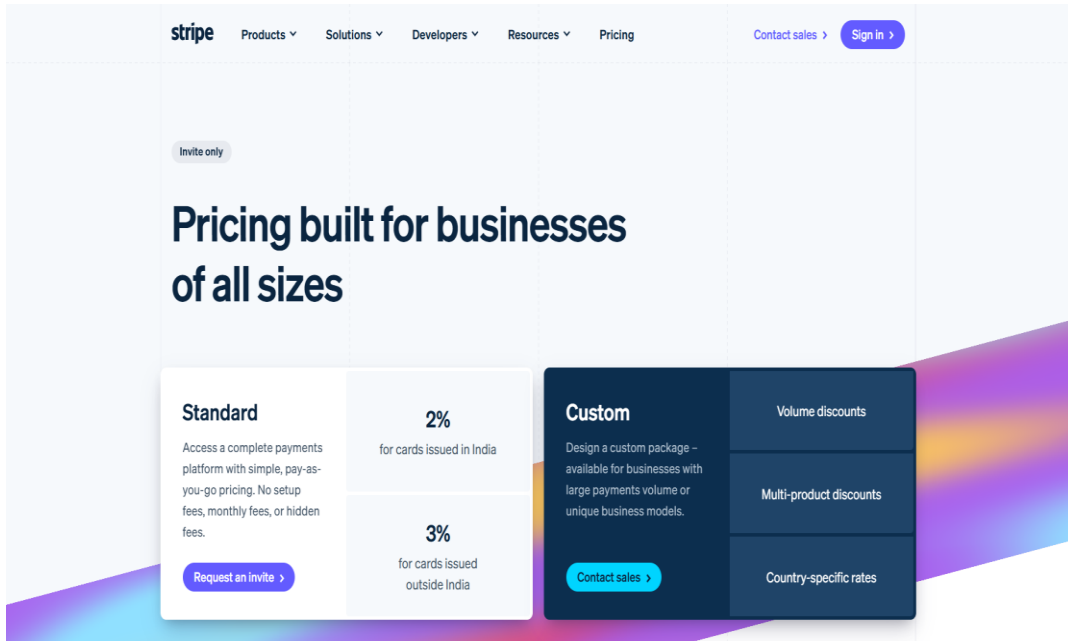 stripe Products Solutions Developers Resources Pricing Contact sales Sign in
Invite only
Pricing built for businesses
of all sizes
Standard
Access a complete payments
platform with simple, pay-as-
you-go pricing. No setup
fees, monthly fees, or hidden
fees.
Request an invite
2%
for cards issued in India
3%
for cards issued
outside India
Custom
Design a custom package –
available for businesses with
large payments volume or
unique business models.
Contact sales
Volume discounts
Multi-product discounts
Country-specific rates